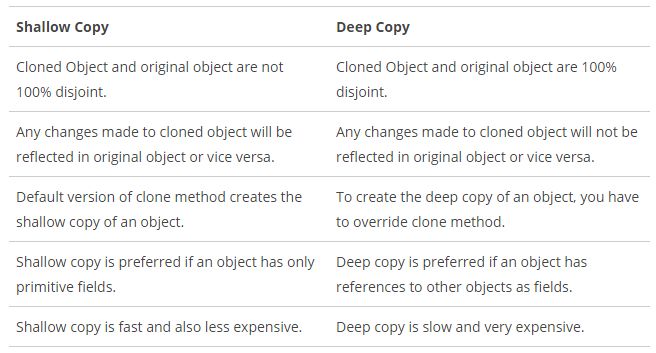 Shallow Copy
Deep Copy
Cloned Object and original object are not
100% disjoint.
Cloned Object and original object are 100%
disjoint.
Any changes made to cloned object will be
reflected in original object or vice versa.
Any changes made to cloned object will not be
reflected in original object or vice versa.
Default version of clone method creates the
shallow copy of an object.
To create the deep copy of an object, you have
to override clone method.
Shallow copy is preferred if an object has only
primitive fields.
Deep copy is preferred if an object has
references to other objects as fields.
Shallow copy is fast and also less expensive.
Deep copy is slow and very expensive.